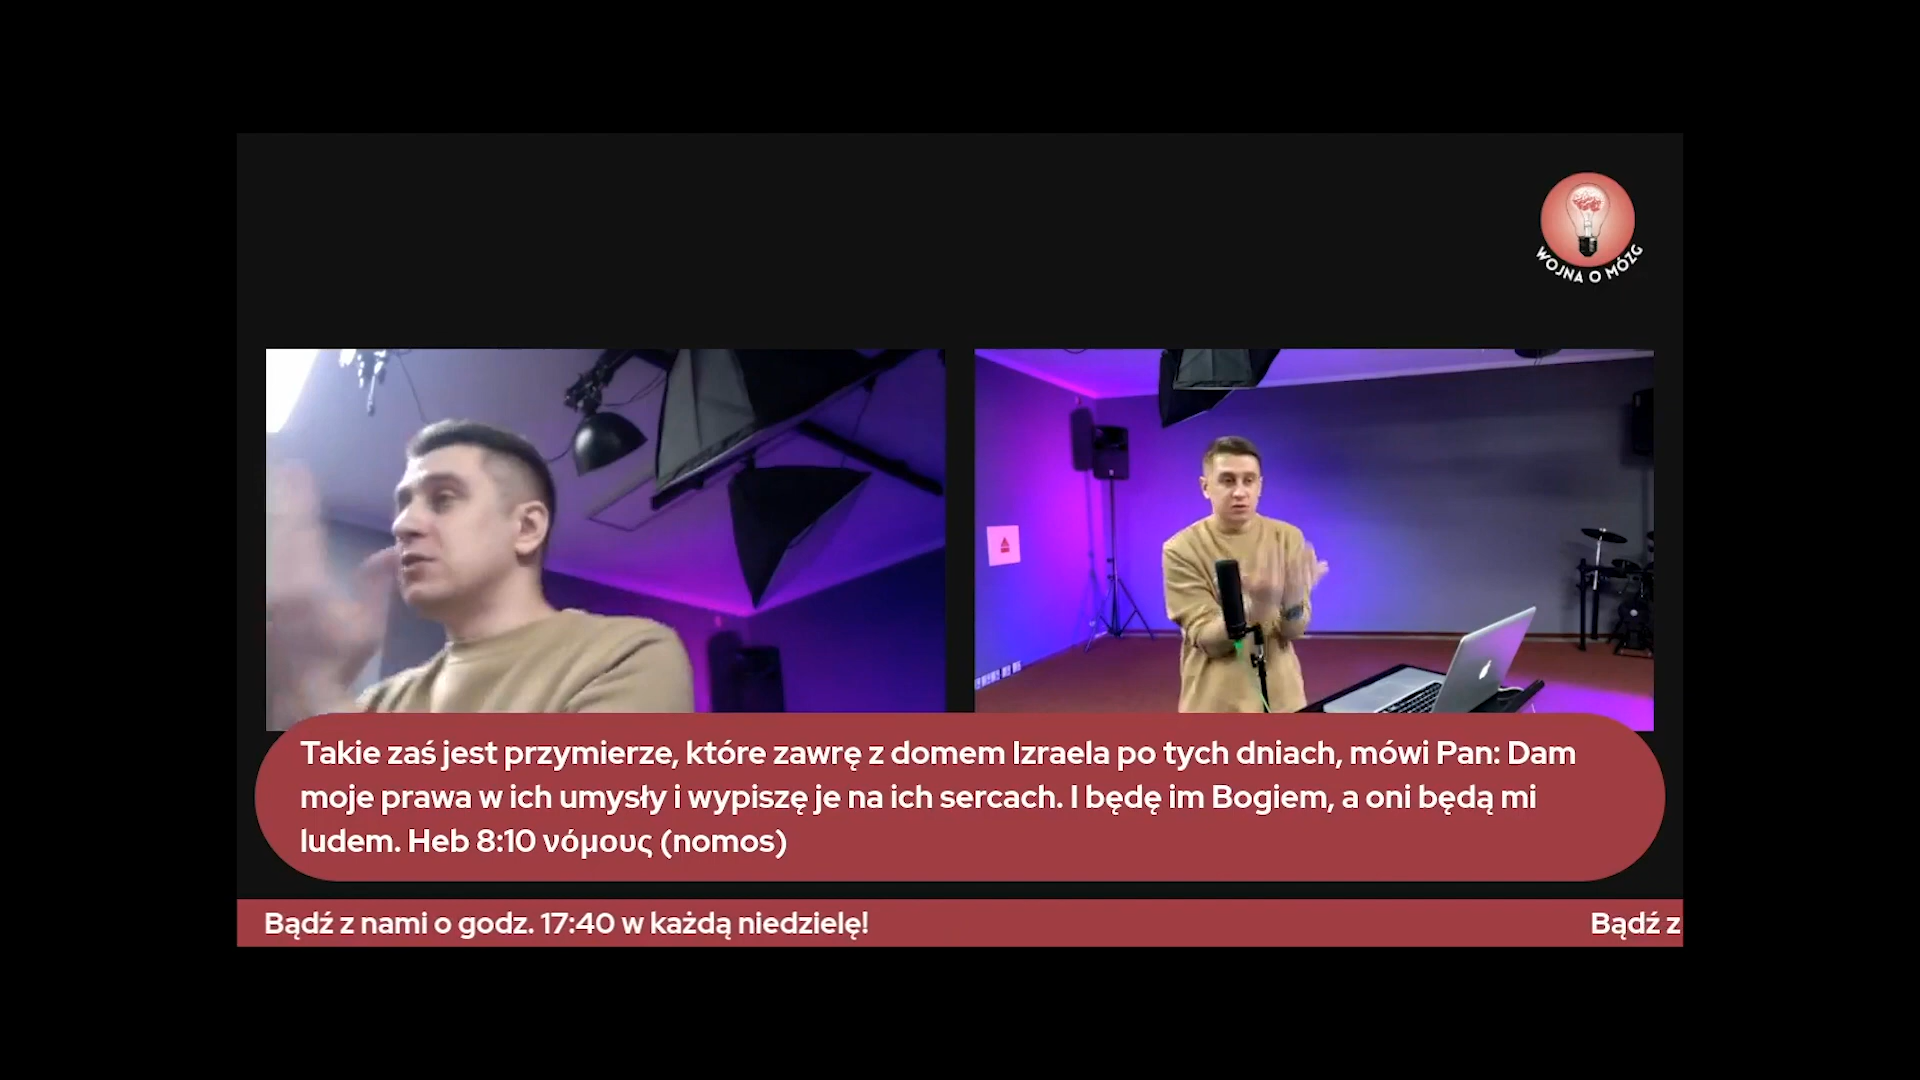 WOJNA O MÓZG
Takie zaś jest przymierze, które zawrę z domem Izraela po tych dniach, mówi Pan: Dam
moje prawa w ich umysły i wypiszę je na ich sercach. I będę im Bogiem, a oni będą mi
ludem. Heb 8:10 νόμους (nomos)
Bądź z nami o godz. 17:40 w każdą niedzielę!
Bądź z